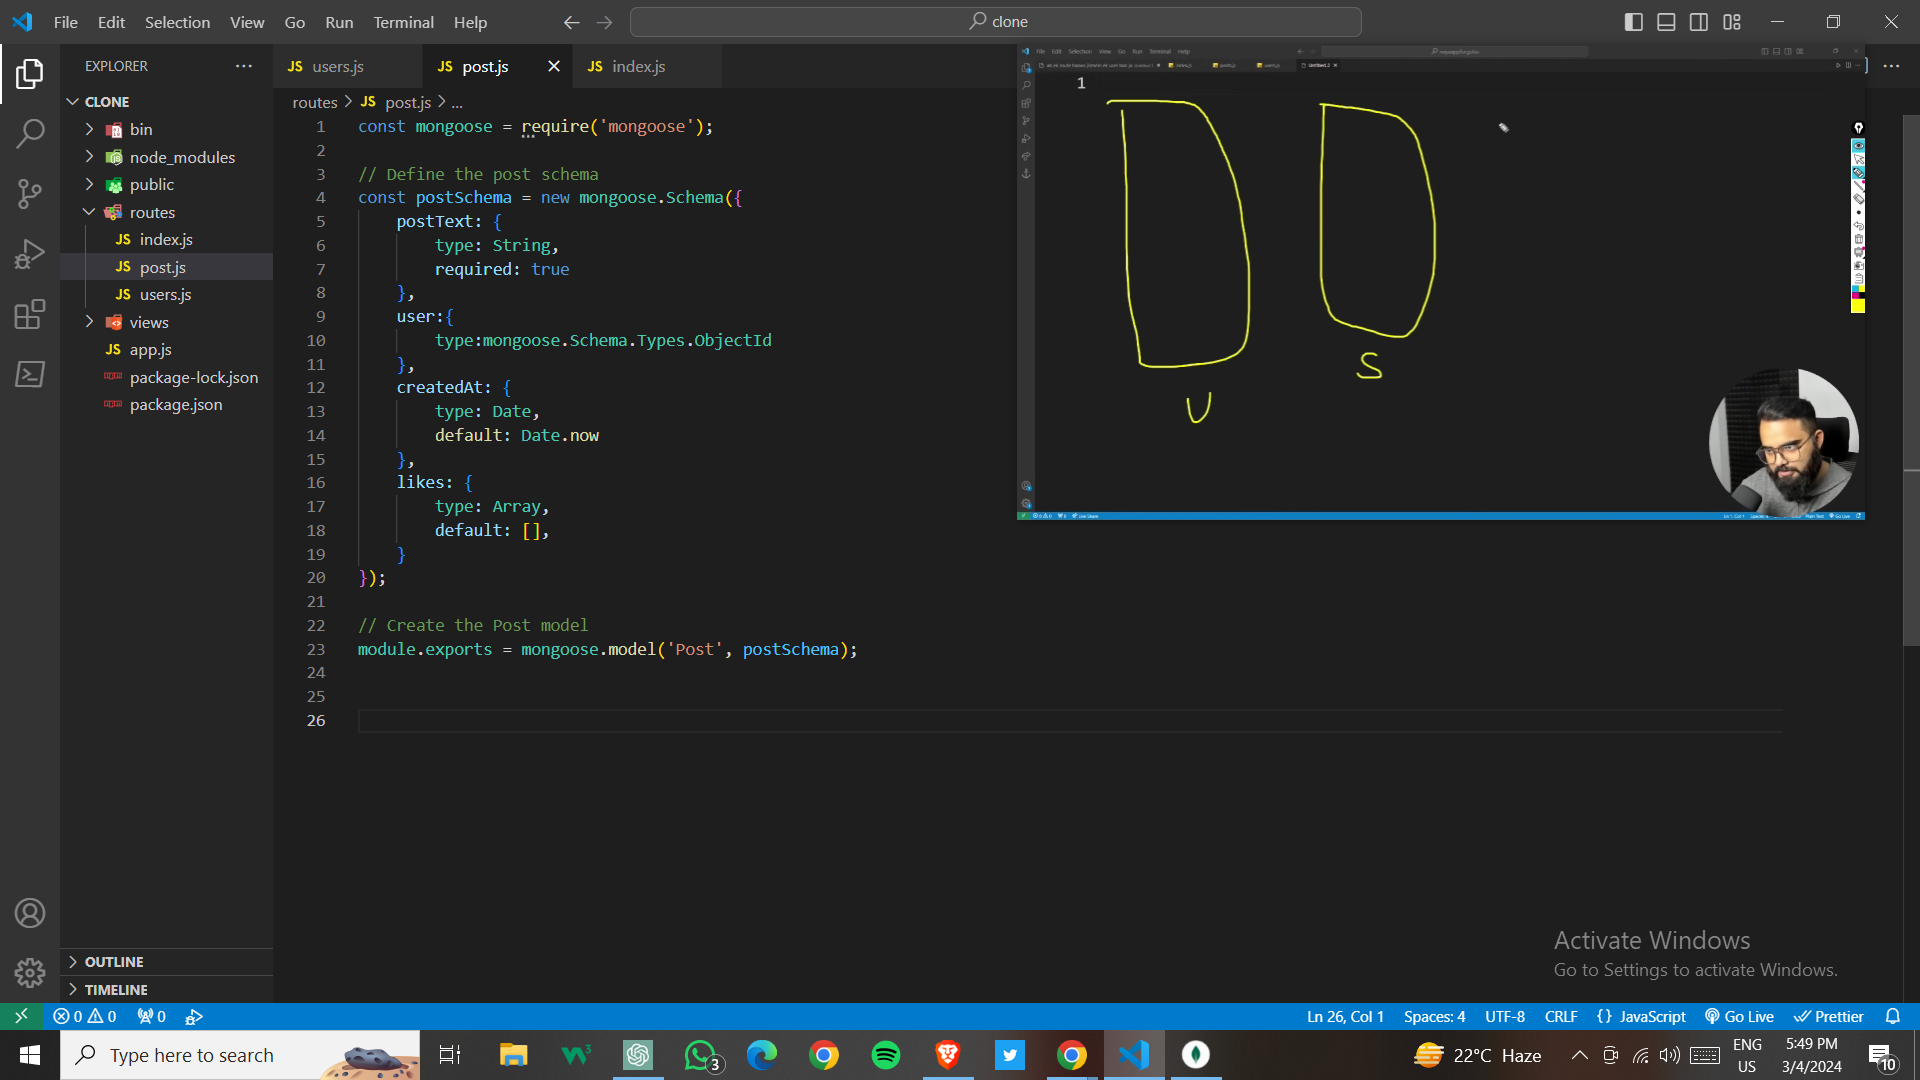 File Edit Selection View Go Run Terminal Help
clone
EXPLORER
CLONE
bin
node_modules
public
routes
JS index.js
JS post.js
JS users.js
views
JS app.js
package-lock.json
package.json
OUTLINE
TIMELINE
JS users.js
JS post.js
JS index.js
routes > JS post.js > ...
1 const mongoose = require('mongoose');
2
3 // Define the post schema
4 const postSchema = new mongoose.Schema({
5 postText: {
6 type: String,
7 required: true
8 },
9 user:{
10 type:mongoose.Schema.Types.ObjectId
11 },
12 createdAt: {
13 type: Date,
14 default: Date.now
15 },
16 likes: {
17 type: Array,
18 default: [],
19 }
20 });
21
22 // Create the Post model
23 module.exports = mongoose.model('Post', postSchema);
24
25
26
File Edit Selection View Go Run Terminal Help
1
U
S
Activate Windows
Go to Settings to activate Windows.
0 0 0
Ln 26, Col 1 Spaces: 4 UTF-8 CRLF {} JavaScript Go Live Prettier
Type here to search
3
22°C Haze
ENG
US
5:49 PM
3/4/2024
10